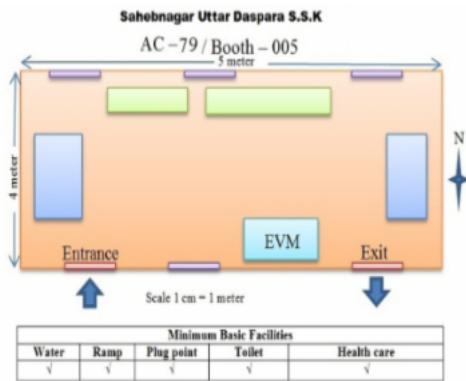 Sahebnagar Uttar Daspara S.S.K
AC -79 / Booth - 005
5 meter
4 meter
N
EVM
Entrance
Exit
Scale 1 cm = 1 meter
Minimum Basic Facilities
Water Ramp Plug point Toilet Health care
√ √ √ √ √